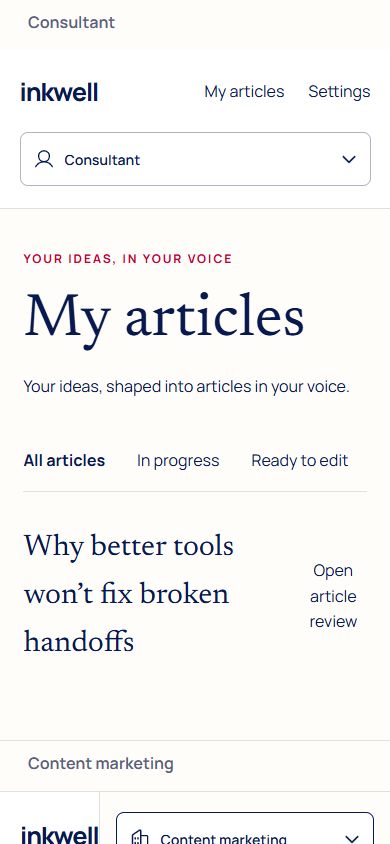 Consultant
inkwell
My articles
Settings
Consultant
YOUR IDEAS, IN YOUR VOICE
My articles
Your ideas, shaped into articles in your voice.
All articles
In progress
Ready to edit
Why better tools
won’t fix broken
handoffs
Open
article
review
Content marketing
inkwell
Content marketing